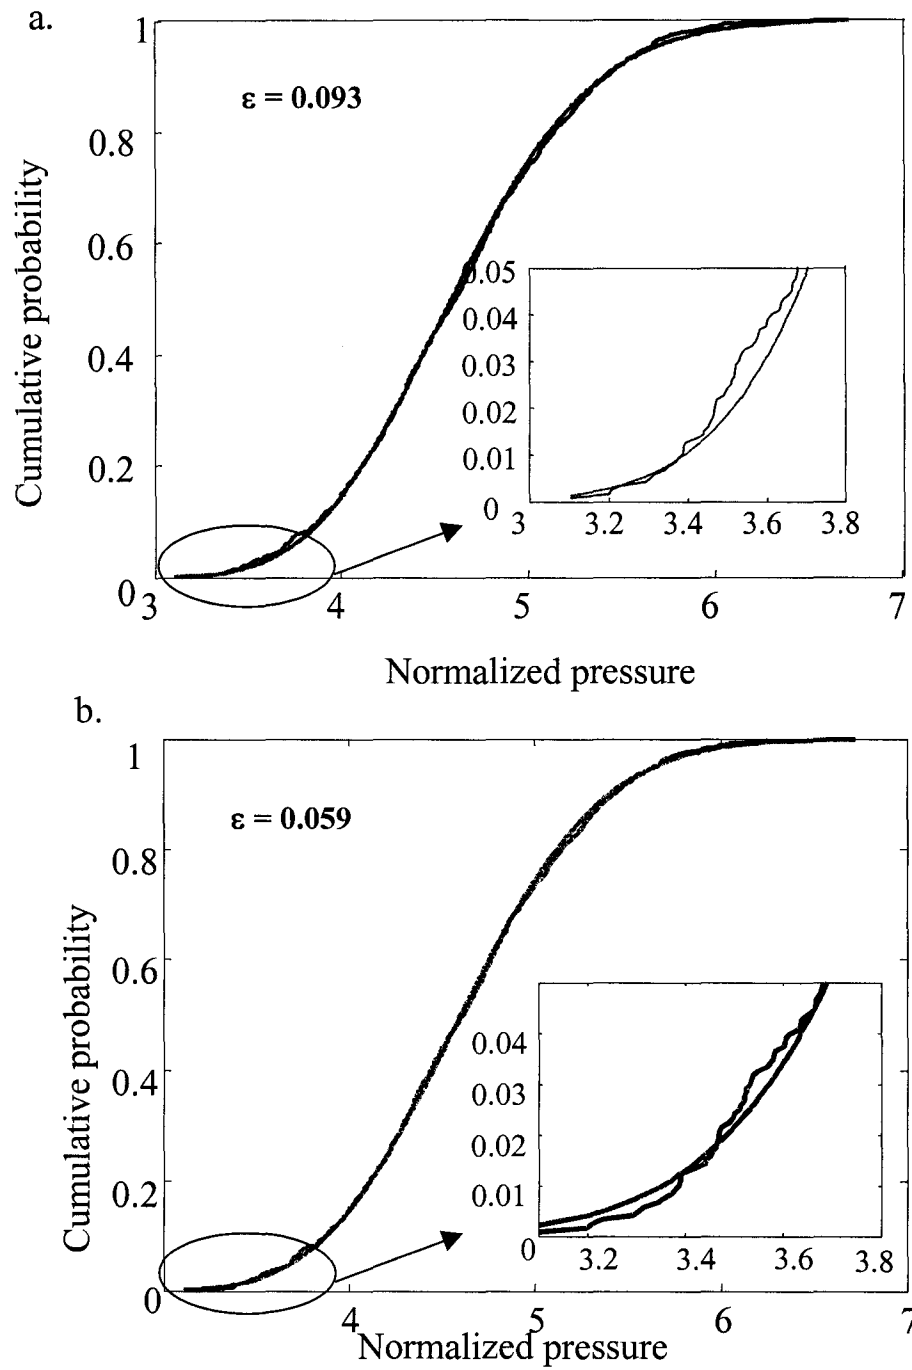 a.
1
ε = 0.093
0.8
0.6
0.4
0.2
0
Cumulative probability
0.05
0.04
0.03
0.02
0.01
0
3 3.2 3.4 3.6 3.8
3 4 5 6 7
Normalized pressure
b.
1
ε = 0.059
0.8
0.6
0.4
0.2
0
Cumulative probability
0.04
0.03
0.02
0.01
0
3.2 3.4 3.6 3.8
4 5 6 7
Normalized pressure